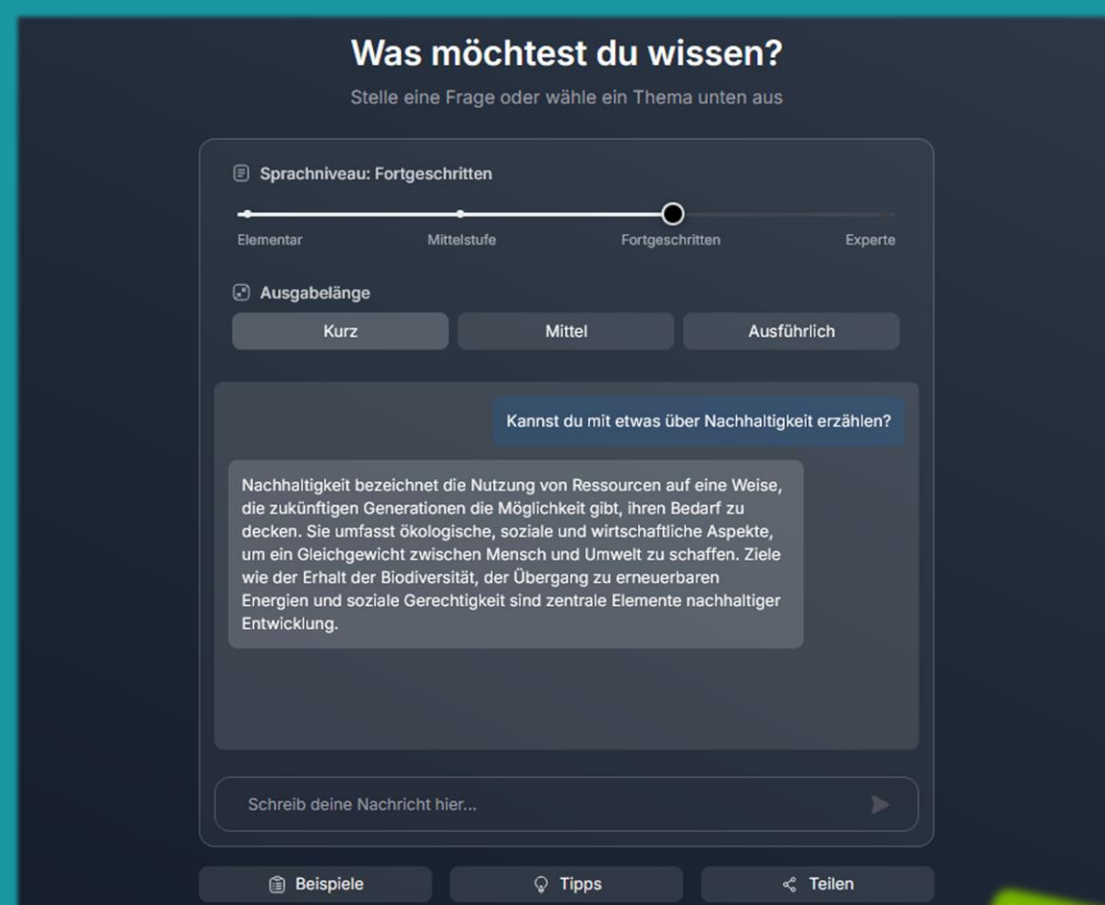 Was möchtest du wissen?
Stelle eine Frage oder wähle ein Thema unten aus
Sprachniveau: Fortgeschritten
Elementar Mittelstufe Fortgeschritten Experte
Ausgabelänge
Kurz Mittel Ausführlich
Kannst du mit etwas über Nachhaltigkeit erzählen?
Nachhaltigkeit bezeichnet die Nutzung von Ressourcen auf eine Weise,
die zukünftigen Generationen die Möglichkeit gibt, ihren Bedarf zu
decken. Sie umfasst ökologische, soziale und wirtschaftliche Aspekte,
um ein Gleichgewicht zwischen Mensch und Umwelt zu schaffen. Ziele
wie der Erhalt der Biodiversität, der Übergang zu erneuerbaren
Energien und soziale Gerechtigkeit sind zentrale Elemente nachhaltiger
Entwicklung.
Schreib deine Nachricht hier...
Beispiele Tipps Teilen